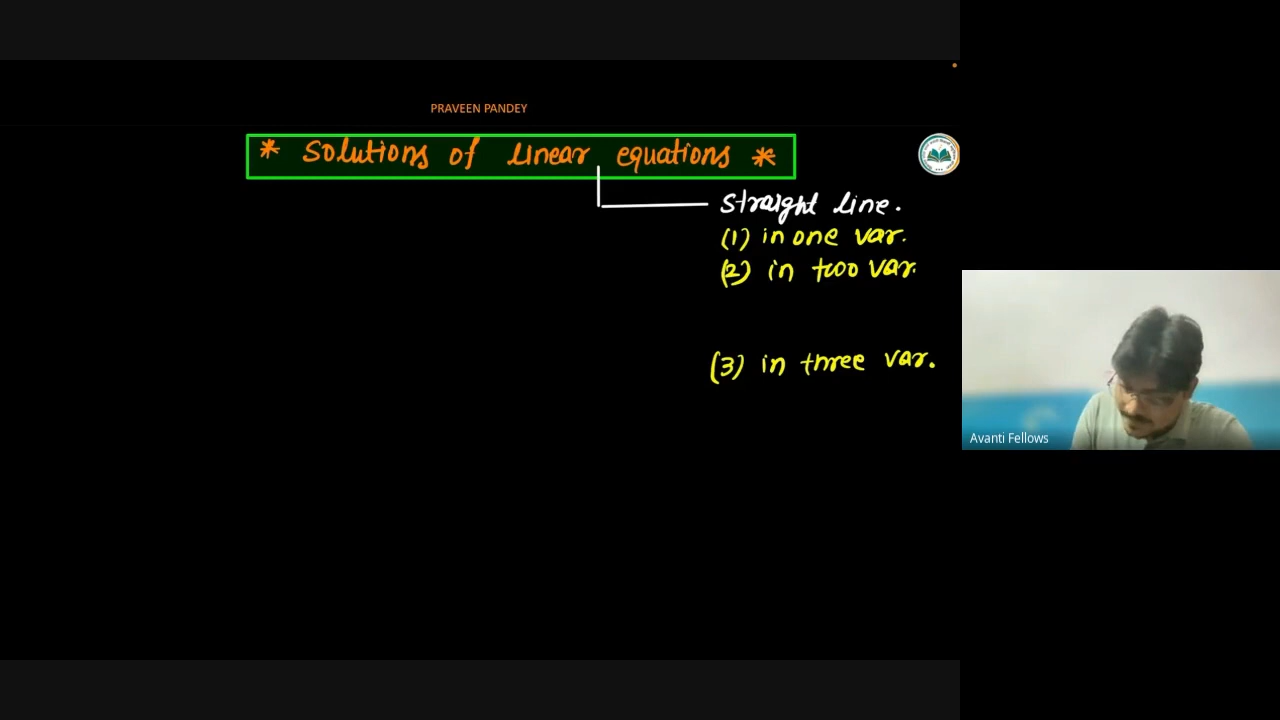 PRAVEEN PANDEY
* Solutions of linear equations *
Straight line.
(1) in one var.
(2) in two var.
(3) in three var.
Avanti Fellows